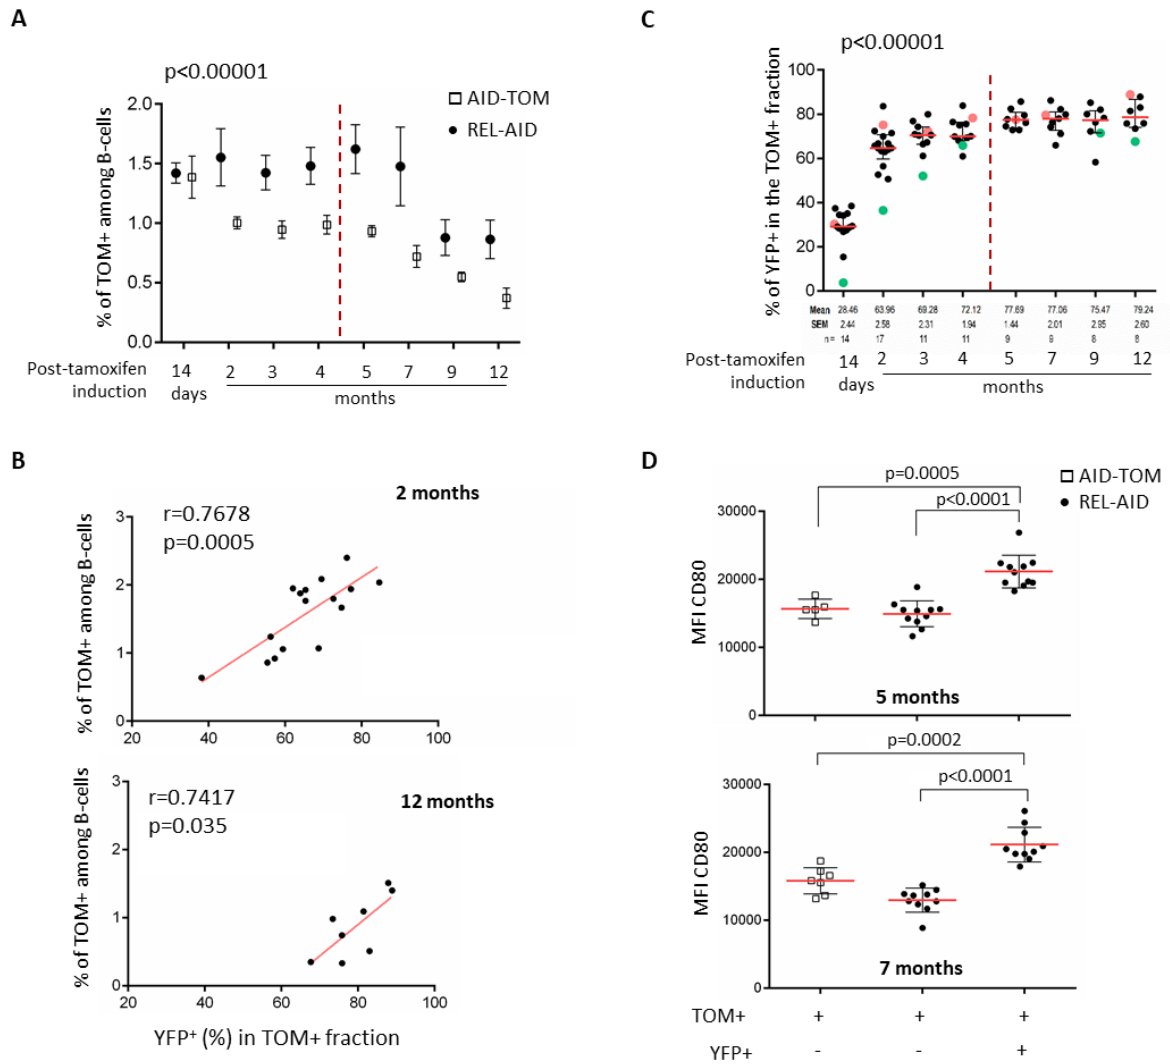 A
p<0.00001
AID-TOM
REL-AID
% of TOM+ among B-cells
2.0
1.5
1.0
0.5
0.0
Post-tamoxifen induction
14 days
2 3 4 5 7 9 12
months
C
p<0.00001
% of YFP+ in the TOM+ fraction
100
80
60
40
20
0
Mean 28.46 63.96 69.28 72.12 77.69 77.06 75.47 79.24
SEM 2.44 2.58 2.31 1.94 1.44 2.01 2.95 2.60
n= 14 17 11 11 9 9 8 8
Post-tamoxifen induction
14 days
2 3 4 5 7 9 12
months
B
2 months
r=0.7678
p=0.0005
% of TOM+ among B-cells
3
2
1
0
20 40 60 80 100
12 months
r=0.7417
p=0.035
% of TOM+ among B-cells
3
2
1
0
20 40 60 80 100
YFP⁺ (%) in TOM+ fraction
D
AID-TOM
REL-AID
p=0.0005
p<0.0001
MFI CD80
30000
20000
10000
0
5 months
p=0.0002
p<0.0001
MFI CD80
30000
20000
10000
0
7 months
TOM+ + + +
YFP+ - - +